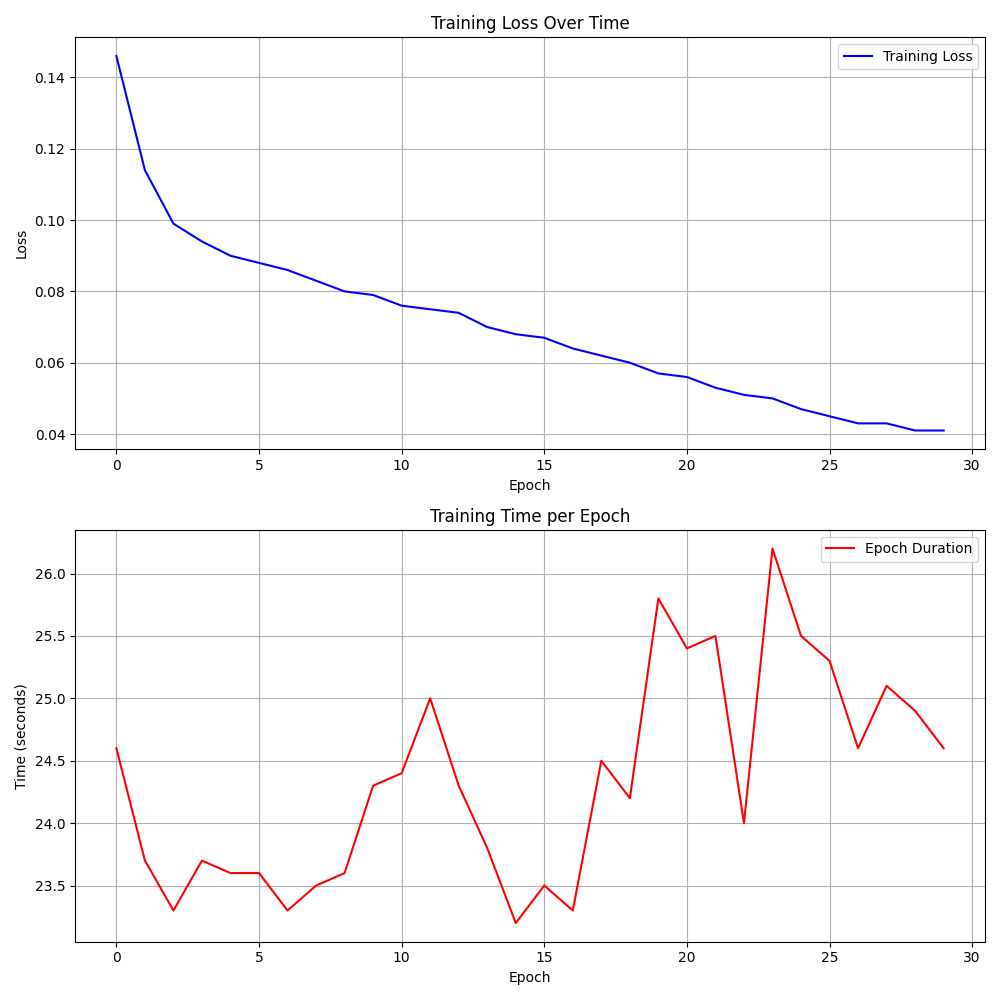 Training Loss Over Time
Training Loss
0.14
0.12
0.10
0.08
0.06
0.04
Loss
0 5 10 15 20 25 30
Epoch
Training Time per Epoch
Epoch Duration
26.0
25.5
25.0
24.5
24.0
23.5
Time (seconds)
0 5 10 15 20 25 30
Epoch